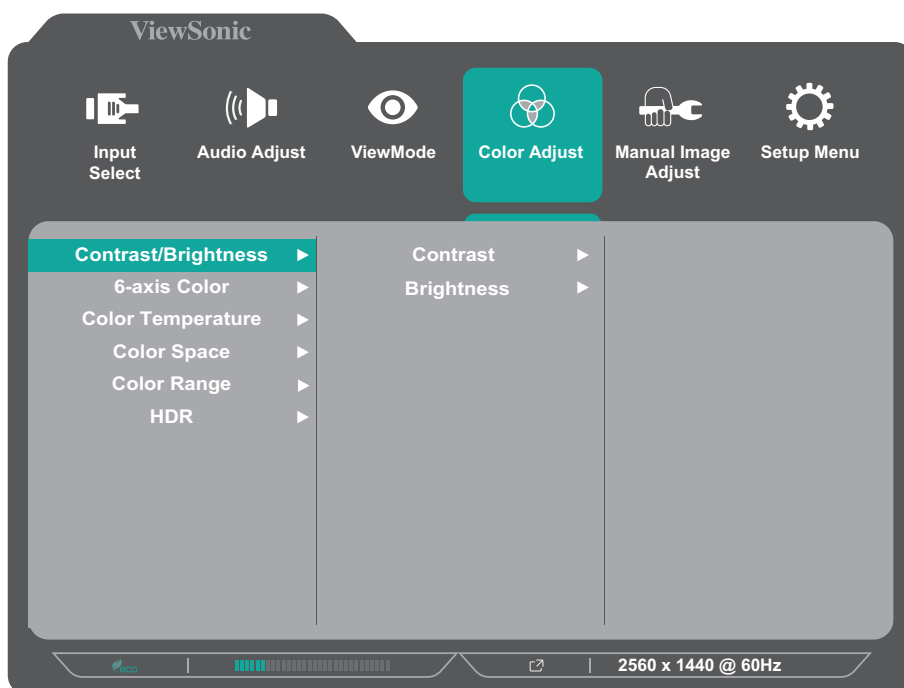 ViewSonic
Input
Select
Audio Adjust
ViewMode
Color Adjust
Manual Image
Adjust
Setup Menu
Contrast/Brightness
6-axis Color
Color Temperature
Color Space
Color Range
HDR
Contrast
Brightness
eco
2560 x 1440 @ 60Hz